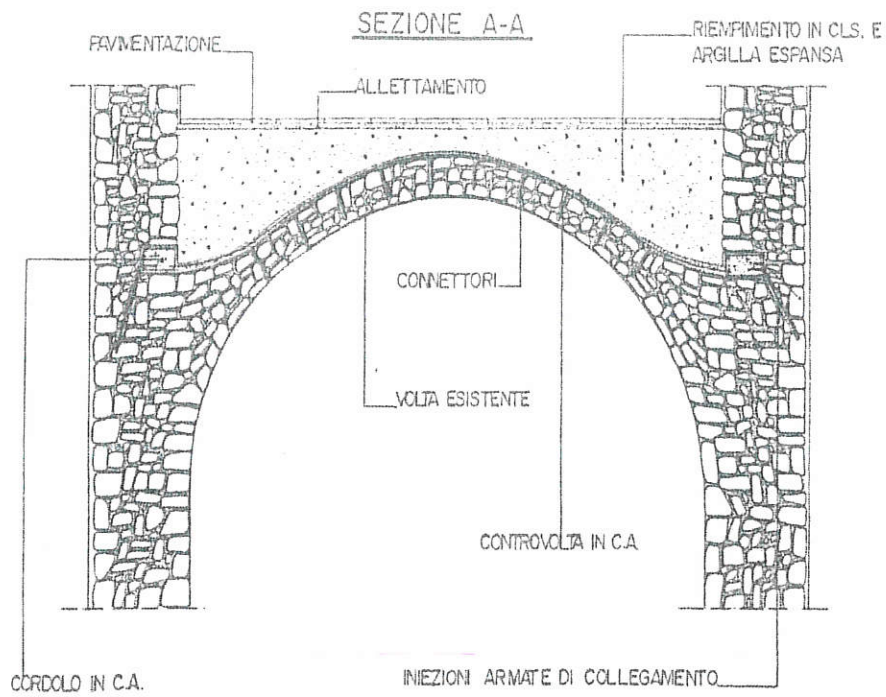 SEZIONE A-A
PAVIMENTAZIONE
RIEMPIMENTO IN CLS. E
ARGILLA ESPANSA
ALLETTAMENTO
CONNETTORI
VOLTA ESISTENTE
CONTROVOLTA IN C.A.
CORDOLO IN C.A.
INIEZIONI ARMATE DI COLLEGAMENTO